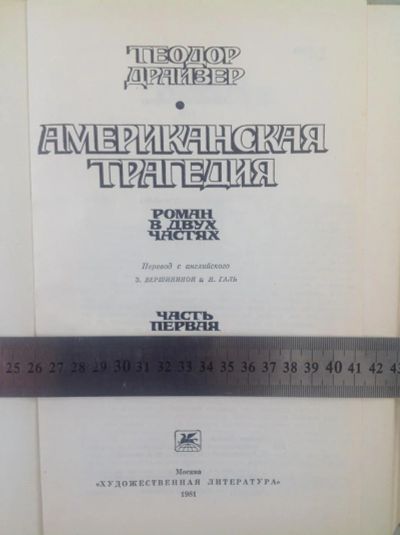 ТЕОДОР
ДРАЙЗЕР
АМЕРИКАНСКАЯ
ТРАГЕДИЯ
РОМАН
В ДВУХ
ЧАСТЯХ
Перевод с английского
З. ВЕРШИНИНОЙ и Н. ГАЛЬ
ЧАСТЬ
ПЕРВАЯ
25 26 27 28 29 30 31 32 33 34 35 36 37 38 39 40 41 42 43
Москва
«ХУДОЖЕСТВЕННАЯ ЛИТЕРАТУРА»
1981